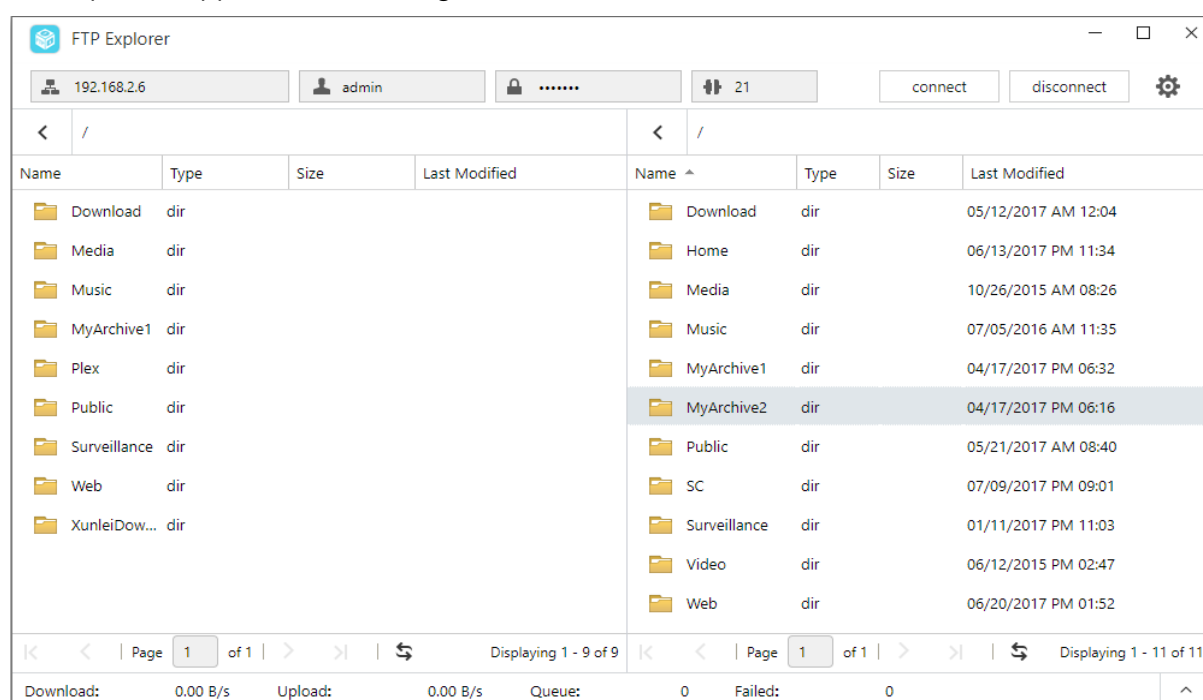 FTP Explorer
192.168.2.6 admin ••••••• 21 connect disconnect
/
Name Type Size Last Modified
Download dir
Media dir
Music dir
MyArchive1 dir
Plex dir
Public dir
Surveillance dir
Web dir
XunleiDow... dir
Page 1 of 1 Displaying 1 - 9 of 9
/
Name Type Size Last Modified
Download dir 05/12/2017 AM 12:04
Home dir 06/13/2017 PM 11:34
Media dir 10/26/2015 AM 08:26
Music dir 07/05/2016 AM 11:35
MyArchive1 dir 04/17/2017 PM 06:32
MyArchive2 dir 04/17/2017 PM 06:16
Public dir 05/21/2017 AM 08:40
SC dir 07/09/2017 PM 09:01
Surveillance dir 01/11/2017 PM 11:03
Video dir 06/12/2015 PM 02:47
Web dir 06/20/2017 PM 01:52
Page 1 of 1 Displaying 1 - 11 of 11
Download: 0.00 B/s Upload: 0.00 B/s Queue: 0 Failed: 0